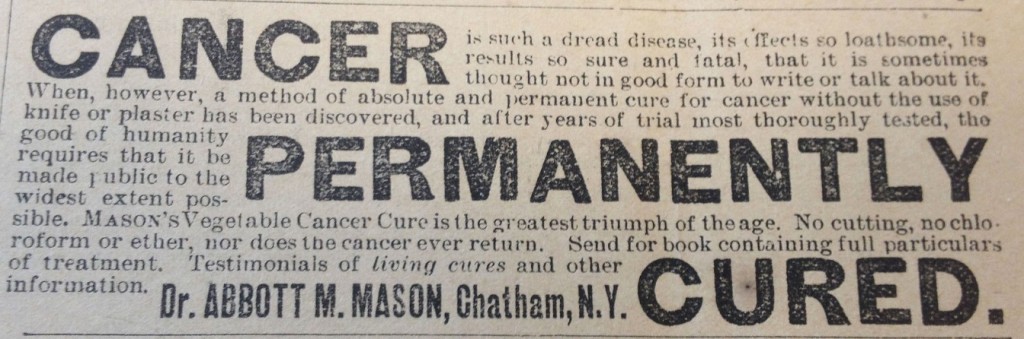 CANCER is such a dread disease, its effects so loathsome, its
results so sure and fatal, that it is sometimes
thought not in good form to write or talk about it.
When, however, a method of absolute and permanent cure for cancer without the use of
knife or plaster has been discovered, and after years of trial most thoroughly tested, the
good of humanity
requires that it be
made public to the
widest extent pos-
PERMANENTLY
sible. MASON'S Vegetable Cancer Cure is the greatest triumph of the age. No cutting, no chlo-
roform or ether, nor does the cancer ever return. Send for book containing full particulars
of treatment. Testimonials of living cures and other
information. Dr. ABBOTT M. MASON, Chatham, N.Y.
CURED.